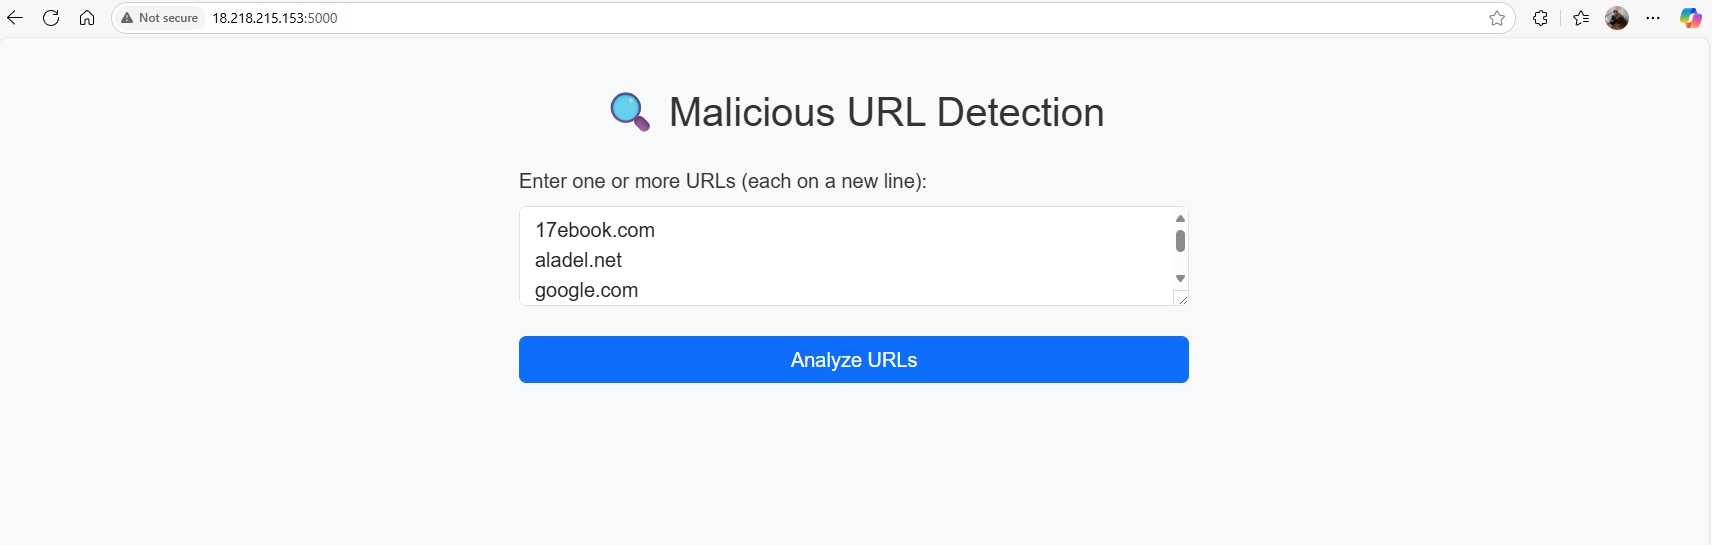 Not secure 18.218.215.153:5000
Malicious URL Detection
Enter one or more URLs (each on a new line):
17ebook.com
aladel.net
google.com
Analyze URLs